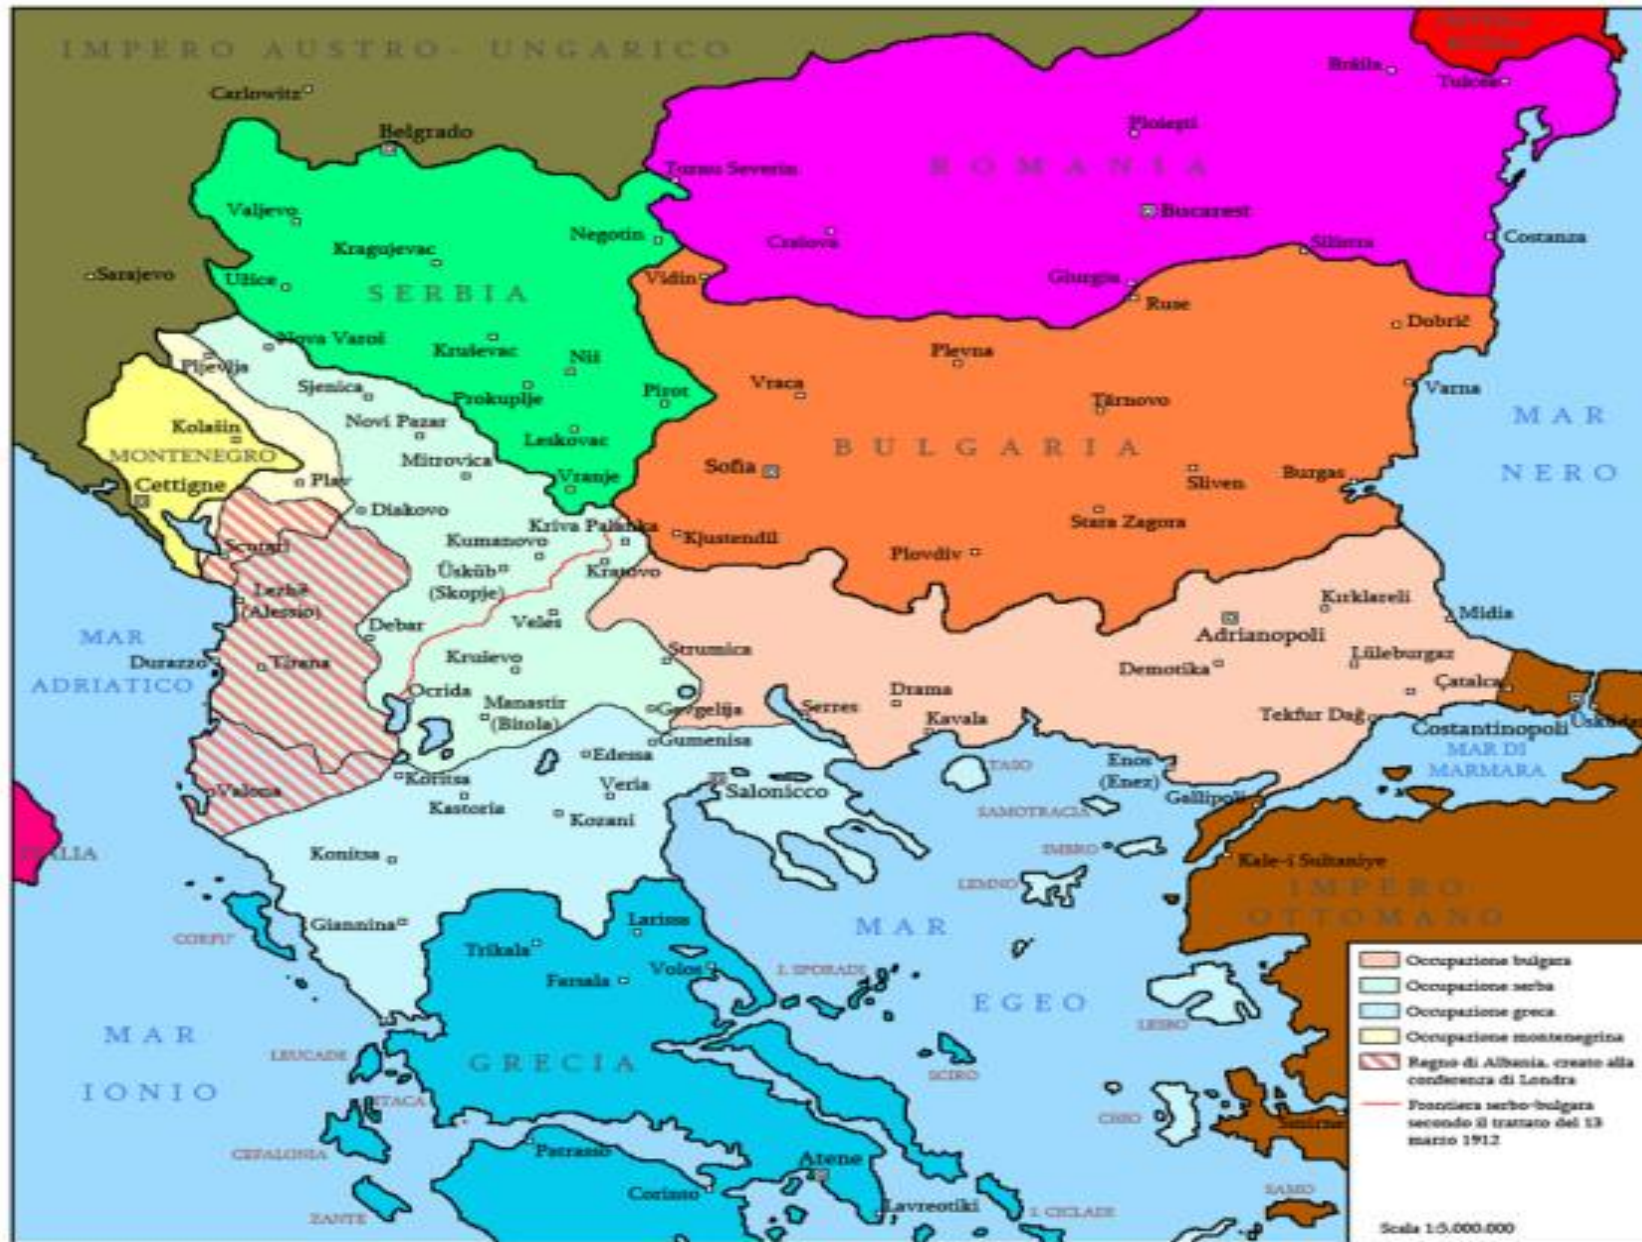 IMPERO AUSTRO-UNGARICO
IMPERO
RUSSO
Carlowitz
Belgrado
Brăila
Tulcea
Ploiești
ROMANIA
Turnu Severin
Valjevo
Kragujevac
Negotin
Craiova
Bucarest
Costanza
Silistra
Sarajevo
Užice
SERBIA
Vidin
Giurgiu
Ruse
Dobrič
Nova Varoš
Kruševac
Niš
Plevna
Pljevlja
Sjenica
Prokuplje
Pirot
Vraca
Tărnovo
Varna
Kolašin
Novi Pazar
Leskovac
BULGARIA
MAR
NERO
MONTENEGRO
Mitrovica
Sofia
Sliven
Burgas
Cettigne
Plav
Vranje
Diakovo
Kriva Palanka
Stara Zagora
Scutari
Kumanovo
Kjustendil
Plovdiv
Üsküb
(Skopje)
Kratovo
Lezhë
(Alessio)
Kırklareli
Midia
MAR
ADRIATICO
Debar
Veles
Adrianopoli
Durazzo
Tirana
Kruševo
Strumica
Demotika
Lüleburgaz
Ocrida
Manastir
(Bitola)
Gevgelija
Drama
Serres
Kavala
Çatalca
Tekfur Dağ
Costantinopoli
Üsküdar
Gumenisa
Edessa
MAR DI
MARMARA
Valona
Koritsa
Veria
Salonicco
TASO
Enos
(Enez)
Kastoria
Kozani
SAMOTRACIA
Gallipoli
ITALIA
Konitsa
IMBRO
Kale-i Sultaniye
LEMNO
IMPERO
OTTOMANO
Giannina
Larissa
MAR
EGEO
CORFU'
Trikala
Farsala
Volos
I. SPORADI
LESBO
MAR
IONIO
LEUCADE
GRECIA
SCIRO
ITACA
CHIO
Smirne
CEFALONIA
Patrasso
Atene
Corinto
ZANTE
Lavreotiki
I. CICLADI
SAMO
Occupazione bulgara
Occupazione serba
Occupazione greca
Occupazione montenegrina
Regno di Albania, creato alla
conferenza di Londra
Frontiera serbo-bulgara
secondo il trattato del 13
marzo 1912
Scala 1:5.000.000